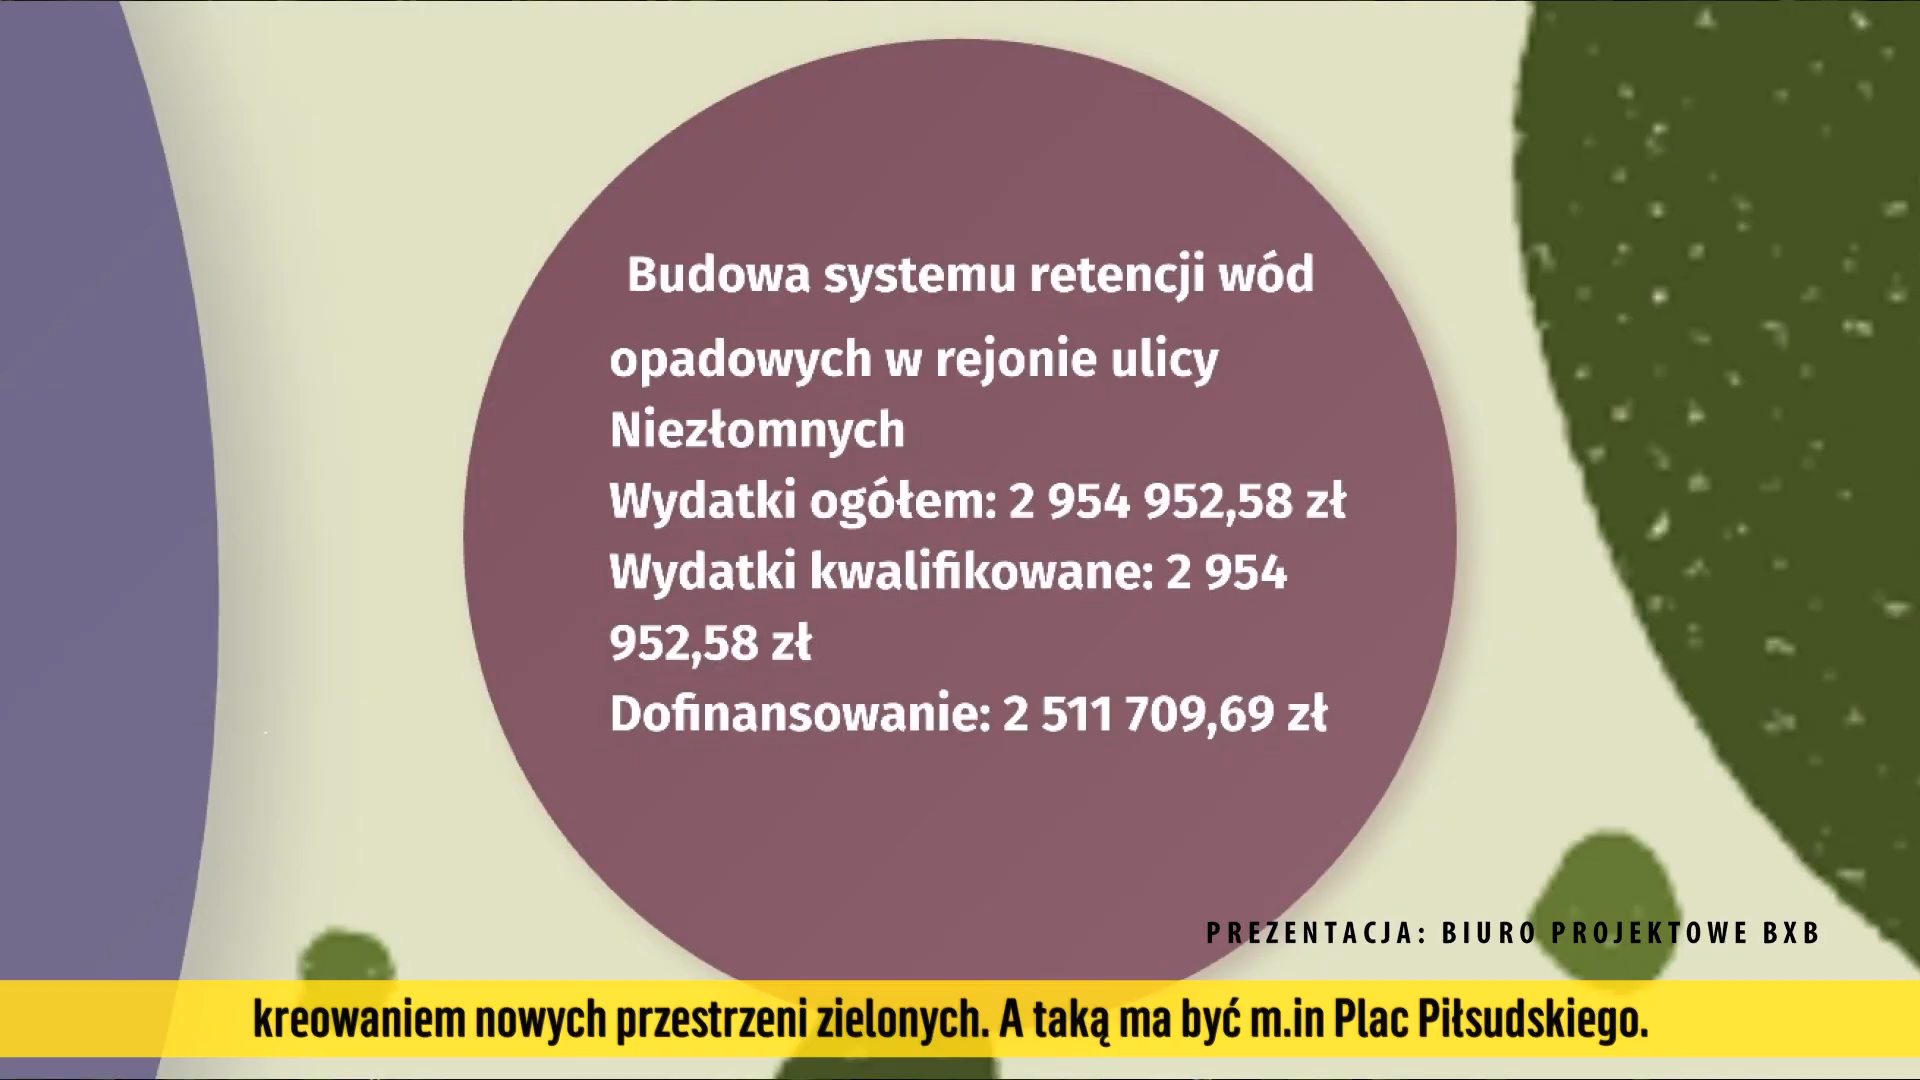 Budowa systemu retencji wód
opadowych w rejonie ulicy
Niezłomnych
Wydatki ogółem: 2 954 952,58 zł
Wydatki kwalifikowane: 2 954
952,58 zł
Dofinansowanie: 2 511 709,69 zł
PREZENTACJA: BIURO PROJEKTOWE BXB
kreowaniem nowych przestrzeni zielonych. A taką ma być m.in Plac Piłsudskiego.